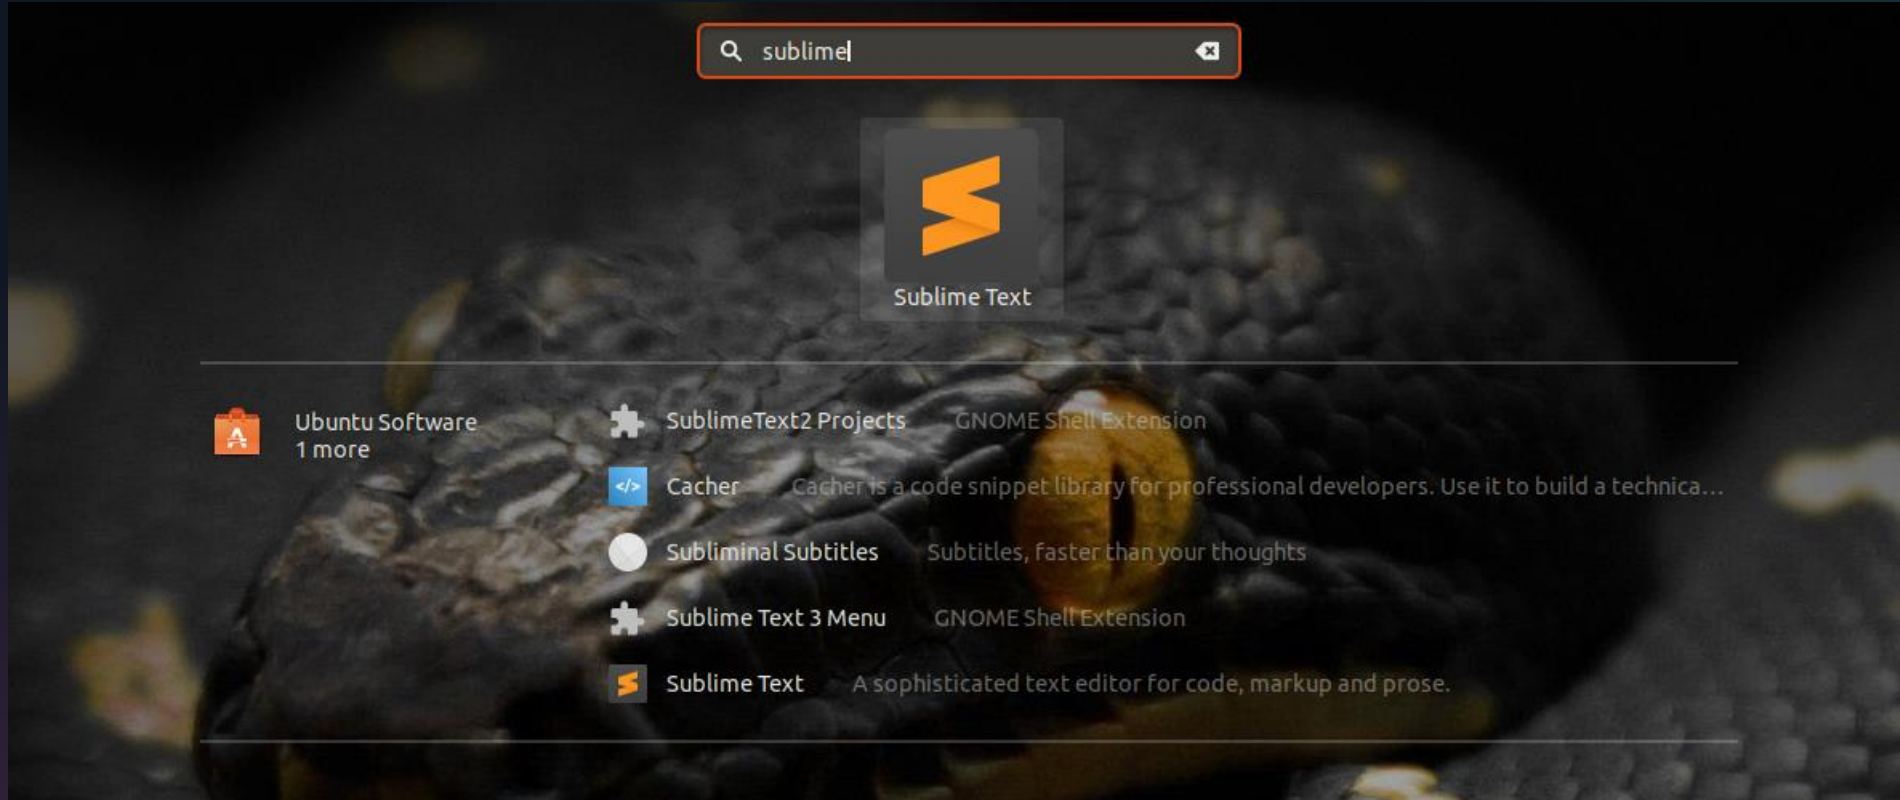 sublime
Sublime Text
Ubuntu Software
1 more
SublimeText2 Projects GNOME Shell Extension
Cacher Cacher is a code snippet library for professional developers. Use it to build a technica…
Subliminal Subtitles Subtitles, faster than your thoughts
Sublime Text 3 Menu GNOME Shell Extension
Sublime Text A sophisticated text editor for code, markup and prose.